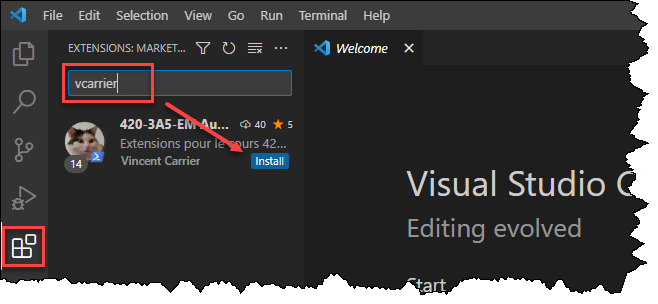 File Edit Selection View Go Run Terminal Help
EXTENSIONS: MARKET... Welcome
vcarrier
420-3A5-EM Au... 40 5
Extensions pour le cours 42...
14 Vincent Carrier Install
Visual Studio
Editing evolved
Start